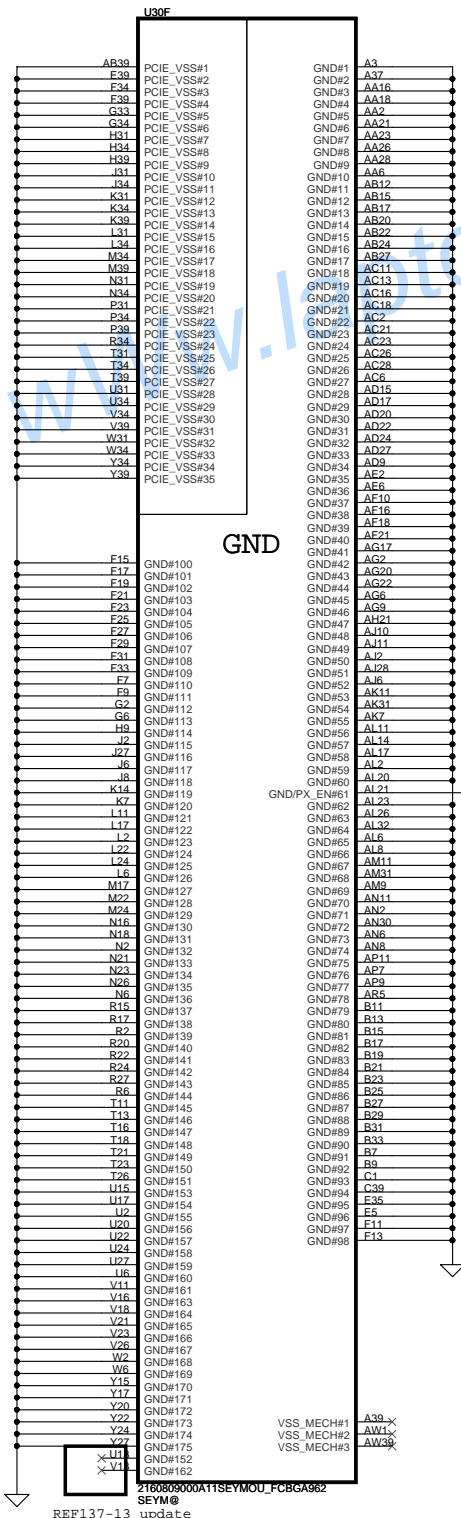 U30F
AB39 PCIE_VSS#1
E39 PCIE_VSS#2
F34 PCIE_VSS#3
F39 PCIE_VSS#4
G33 PCIE_VSS#5
G34 PCIE_VSS#6
H31 PCIE_VSS#7
H34 PCIE_VSS#8
H39 PCIE_VSS#9
J31 PCIE_VSS#10
J34 PCIE_VSS#11
K31 PCIE_VSS#12
K34 PCIE_VSS#13
K39 PCIE_VSS#14
L31 PCIE_VSS#15
L34 PCIE_VSS#16
M34 PCIE_VSS#17
M39 PCIE_VSS#18
N31 PCIE_VSS#19
N34 PCIE_VSS#20
P31 PCIE_VSS#21
P34 PCIE_VSS#22
P39 PCIE_VSS#23
R34 PCIE_VSS#24
T31 PCIE_VSS#25
T34 PCIE_VSS#26
T39 PCIE_VSS#27
U31 PCIE_VSS#28
U34 PCIE_VSS#29
V34 PCIE_VSS#30
V39 PCIE_VSS#31
W31 PCIE_VSS#32
W34 PCIE_VSS#33
Y34 PCIE_VSS#34
Y39 PCIE_VSS#35
GND
F15 GND#100
F17 GND#101
F19 GND#102
F21 GND#103
F23 GND#104
F25 GND#105
F27 GND#106
F29 GND#107
F31 GND#108
F33 GND#109
F7 GND#110
F9 GND#111
G2 GND#112
G6 GND#113
H9 GND#114
J2 GND#115
J27 GND#116
J6 GND#117
J8 GND#118
K14 GND#119
K7 GND#120
L11 GND#121
L17 GND#122
L2 GND#123
L22 GND#124
L24 GND#125
L6 GND#126
M17 GND#127
M22 GND#128
M24 GND#129
N16 GND#130
N18 GND#131
N2 GND#132
N21 GND#133
N23 GND#134
N26 GND#135
N6 GND#136
R15 GND#137
R17 GND#138
R2 GND#139
R20 GND#140
R22 GND#141
R24 GND#142
R27 GND#143
R6 GND#144
T11 GND#145
T13 GND#146
T16 GND#147
T18 GND#148
T21 GND#149
T23 GND#150
T26 GND#151
U15 GND#153
U17 GND#154
U2 GND#155
U20 GND#156
U22 GND#157
U24 GND#158
U27 GND#159
U6 GND#160
V11 GND#161
V16 GND#163
V18 GND#164
V21 GND#165
V23 GND#166
V26 GND#167
W2 GND#168
W6 GND#169
Y15 GND#170
Y17 GND#171
Y20 GND#172
Y22 GND#173
Y24 GND#174
Y27 GND#175
U13 GND#152
V13 GND#162
GND#1 A3
GND#2 A37
GND#3 AA16
GND#4 AA18
GND#5 AA2
GND#6 AA21
GND#7 AA23
GND#8 AA26
GND#9 AA28
GND#10 AA6
GND#11 AB12
GND#12 AB15
GND#13 AB17
GND#14 AB20
GND#15 AB22
GND#16 AB24
GND#17 AB27
GND#18 AC11
GND#19 AC13
GND#20 AC16
GND#21 AC18
GND#22 AC2
GND#23 AC21
GND#24 AC23
GND#25 AC26
GND#26 AC28
GND#27 AC6
GND#28 AD15
GND#29 AD17
GND#30 AD20
GND#31 AD22
GND#32 AD24
GND#33 AD27
GND#34 AD9
GND#35 AE2
GND#36 AE6
GND#37 AF10
GND#38 AF16
GND#39 AF18
GND#40 AF21
GND#41 AG17
GND#42 AG2
GND#43 AG20
GND#44 AG22
GND#45 AG6
GND#46 AG9
GND#47 AH21
GND#48 AJ10
GND#49 AJ11
GND#50 AJ2
GND#51 AJ28
GND#52 AJ6
GND#53 AK11
GND#54 AK31
GND#55 AK7
GND#56 AL11
GND#57 AL14
GND#58 AL17
GND#59 AL2
GND#60 AL20
GND/PX_EN#61 AL21
GND#62 AL23
GND#63 AL26
GND#64 AL32
GND#65 AL6
GND#66 AL8
GND#67 AM11
GND#68 AM31
GND#69 AM9
GND#70 AN11
GND#71 AN2
GND#72 AN30
GND#73 AN6
GND#74 AN8
GND#75 AP11
GND#76 AP7
GND#77 AP9
GND#78 AR5
GND#79 B11
GND#80 B13
GND#81 B15
GND#82 B17
GND#83 B19
GND#84 B21
GND#85 B23
GND#86 B25
GND#87 B27
GND#88 B29
GND#89 B31
GND#90 B33
GND#91 B7
GND#92 B9
GND#93 C1
GND#94 C39
GND#95 E35
GND#96 E5
GND#97 F11
GND#98 F13
VSS_MECH#1 A39
VSS_MECH#2 AW1
VSS_MECH#3 AW39
2160809000A11SEYMOU_FCBGA962
SEYM@
REF137-13 update
www.lapt